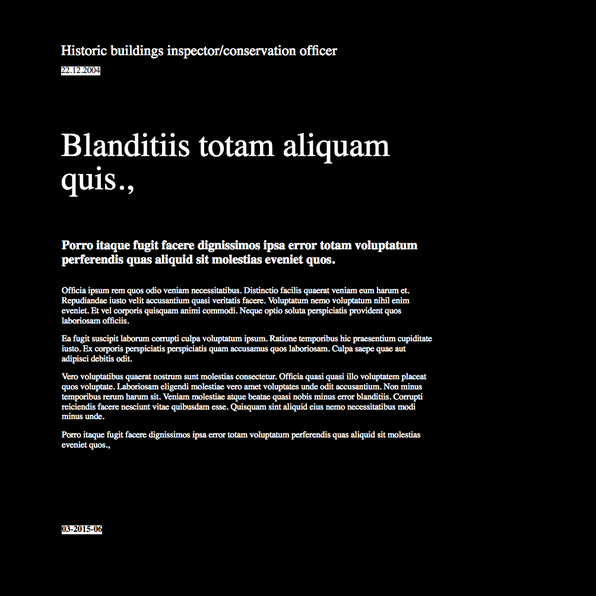 Historic buildings inspector/conservation officer
22.12.2004
Blanditiis totam aliquam
quis.,
Porro itaque fugit facere dignissimos ipsa error totam voluptatum
perferendis quas aliquid sit molestias eveniet quos.
Officia ipsum rem quos odio veniam necessitatibus. Distinctio facilis quaerat veniam eum harum et.
Repudiandae iusto velit accusantium quasi veritatis facere. Voluptatum nemo voluptatum nihil enim
eveniet. Et vel corporis quisquam animi commodi. Neque optio soluta perspiciatis provident quos
laboriosam officiis.
Ea fugit suscipit laborum corrupti culpa voluptatum ipsum. Ratione temporibus hic praesentium cupiditate
iusto. Ex corporis perspiciatis perspiciatis quam accusamus quos laboriosam. Culpa saepe quae aut
adipisci debitis odit.
Vero voluptatibus quaerat nostrum sunt molestias consectetur. Officia quasi quasi illo voluptatem placeat
quos voluptate. Laboriosam eligendi molestiae vero amet voluptates unde odit accusantium. Non minus
temporibus rerum harum sit. Veniam molestiae atque beatae quasi nobis minus error blanditiis. Corrupti
reiciendis facere nesciunt vitae quibusdam esse. Quisquam sint aliquid eius nemo necessitatibus modi
minus unde.
Porro itaque fugit facere dignissimos ipsa error totam voluptatum perferendis quas aliquid sit molestias
eveniet quos.,
03-2015-06